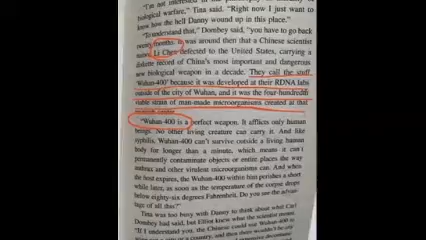 "I'm not interested in the
biological warfare," Tina said. "Right now I just want to
know how the hell Danny wound up in this place."
"To understand that," Dombey said, "you have to go back
months. It was around then that a Chinese scientist
named Li Chen defected to the United States, carrying a
diskette record of China's most important and dangerous
new biological weapon in a decade. They call the stuff
'Wuhan-400' because it was developed at their RDNA labs
outside of the city of Wuhan, and it was the four-hundredth
viable strain of man-made microorganisms created at that
"Wuhan-400 is a perfect weapon. It afflicts only human
beings. No other living creature can carry it. And like
syphilis, Wuhan-400 can't survive outside a living human
body for longer than a minute, which means it can't
permanently contaminate objects or entire places the way
anthrax and other virulent microorganisms can. And when
the host expires, the Wuhan-400 within him perishes a short
while later, as soon as the temperature of the corpse drops
below eighty-six degrees Fahrenheit. Do you see the advan-
tage of all this?"
Tina was too busy with Danny to think about what Carl
Dombey had said, but Elliot knew what the scientist meant.
"If I understand you, the Chinese could use Wuhan-400 to
or a country, and then there wouldn't be